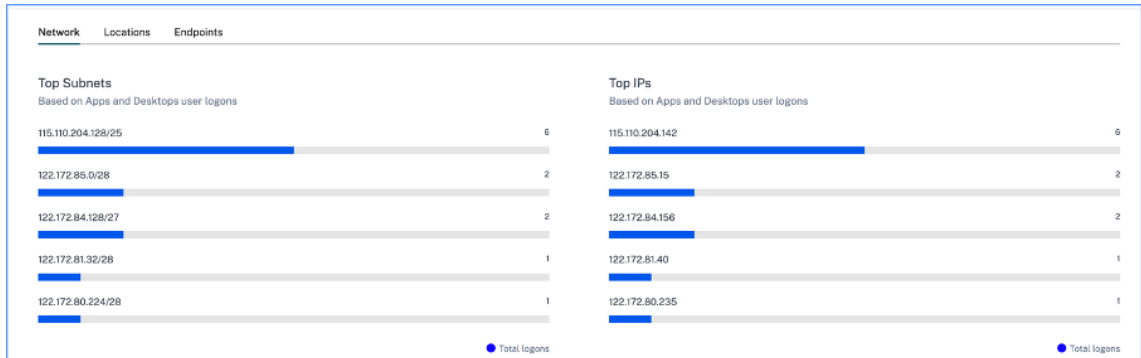 Network Locations Endpoints
Top Subnets
Based on Apps and Desktops user logons
115.110.204.128/25 6
122.172.85.0/28 2
122.172.84.128/27 2
122.172.81.32/28 1
122.172.80.224/28 1
Total logons
Top IPs
Based on Apps and Desktops user logons
115.110.204.142 6
122.172.85.15 2
122.172.84.156 2
122.172.81.40 1
122.172.80.235 1
Total logons